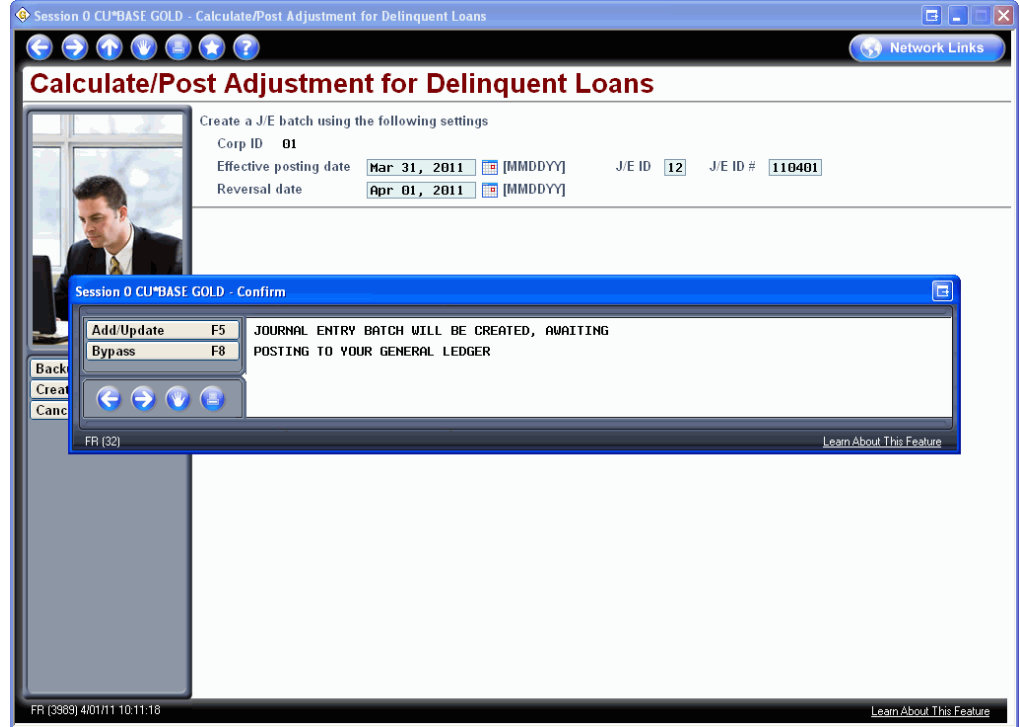 Session 0 CU*BASE GOLD - Calculate/Post Adjustment for Delinquent Loans
Network Links
Calculate/Post Adjustment for Delinquent Loans
Create a J/E batch using the following settings
Corp ID 01
Effective posting date Mar 31, 2011 [MMDDYY] J/E ID 12 J/E ID # 110401
Reversal date Apr 01, 2011 [MMDDYY]
Session 0 CU*BASE GOLD - Confirm
Add/Update F5
Bypass F8
JOURNAL ENTRY BATCH WILL BE CREATED, AWAITING
POSTING TO YOUR GENERAL LEDGER
Back
Creat
Canc
FR (32)
Learn About This Feature
FR (3989) 4/01/11 10:11:18
Learn About This Feature